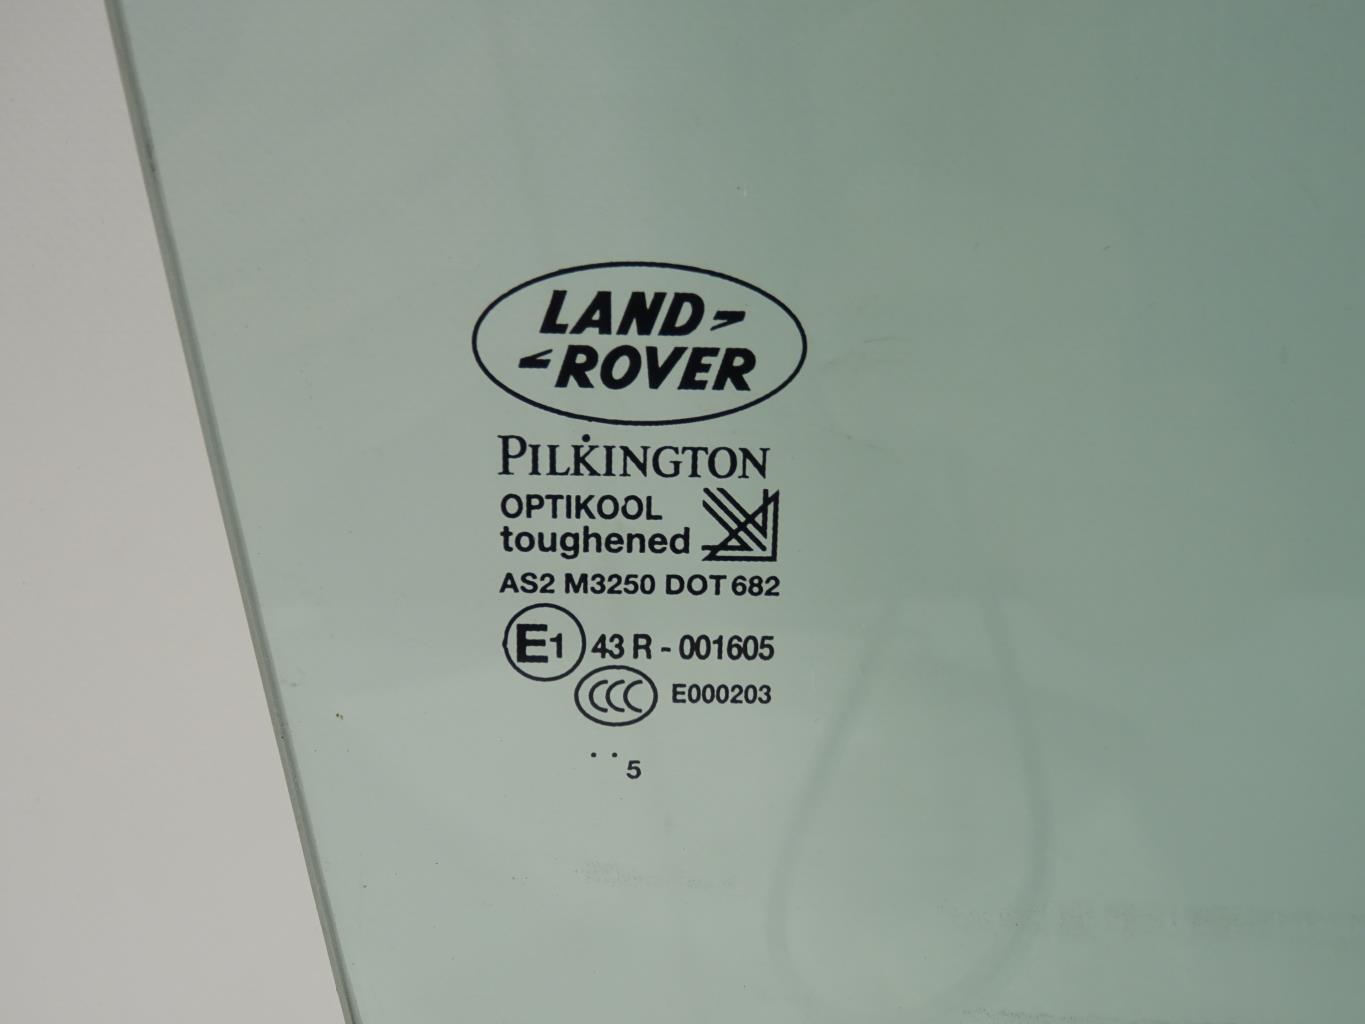 LAND
ROVER
PILKINGTON
OPTIKOOL
toughened
AS2 M3250 DOT 682
E1 43 R - 001605
CCC E000203
.. 5